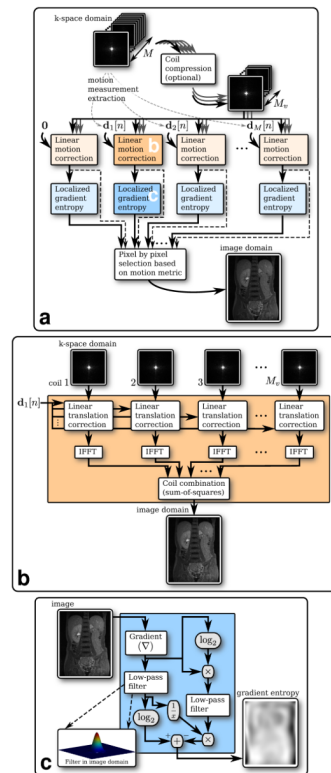 k-space domain
M
Coil
compression
(optional)
motion
measurement
extraction
M_v
0
d_1[n]
d_2[n]
d_M[n]
Linear
motion
correction
Linear
motion
correction
b
Linear
motion
correction
...
Linear
motion
correction
Localized
gradient
entropy
Localized
gradient
entropy
c
Localized
gradient
entropy
Localized
gradient
entropy
...
Pixel by pixel
selection based
on motion metric
image domain
a
k-space domain
coil 1
2
3
...
M_v
d_1[n]
Linear
translation
correction
Linear
translation
correction
Linear
translation
correction
...
Linear
translation
correction
IFFT
IFFT
IFFT
...
IFFT
...
Coil combination
(sum-of-squares)
image domain
b
image
Gradient
(∇)
log_2
×
Low-pass
filter
Low-pass
filter
log_2
1/x
×
+
gradient entropy
Filter in image domain
c